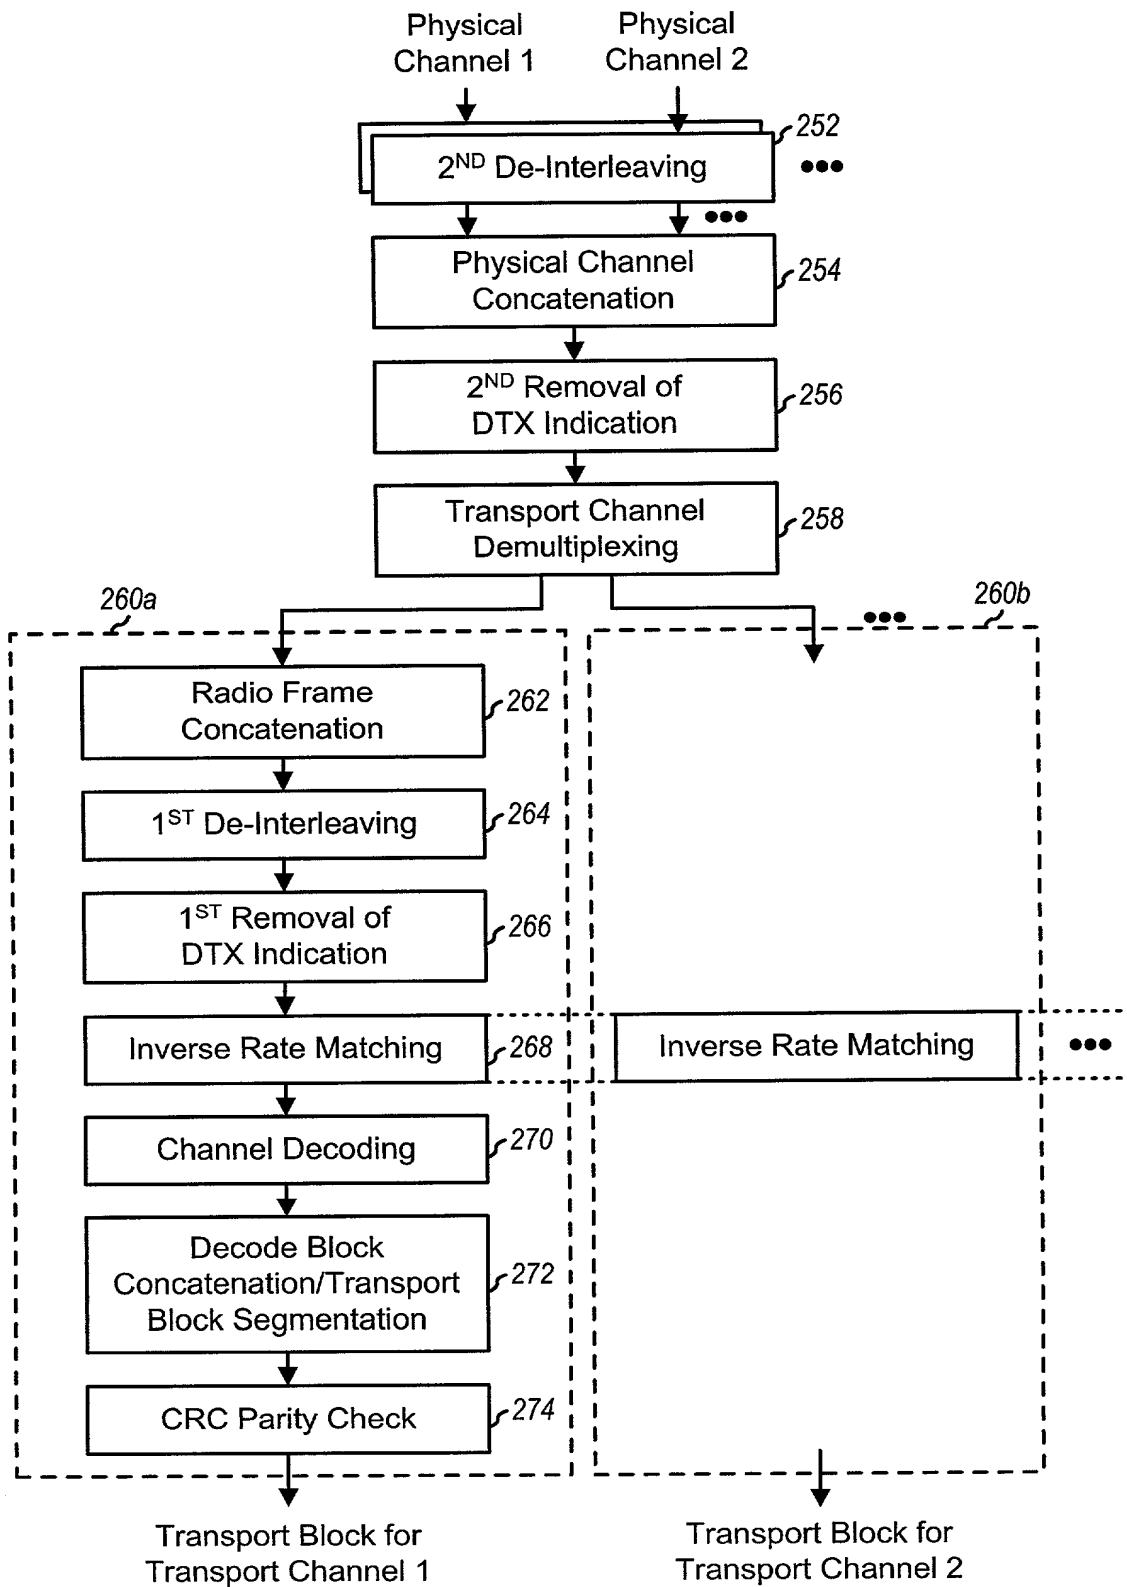 Physical
Channel 1
Physical
Channel 2
252
2ND De-Interleaving
Physical Channel
Concatenation
254
2ND Removal of
DTX Indication
256
Transport Channel
Demultiplexing
258
260a
260b
Radio Frame
Concatenation
262
1ST De-Interleaving
264
1ST Removal of
DTX Indication
266
Inverse Rate Matching
268
Inverse Rate Matching
Channel Decoding
270
Decode Block
Concatenation/Transport
Block Segmentation
272
CRC Parity Check
274
Transport Block for
Transport Channel 1
Transport Block for
Transport Channel 2